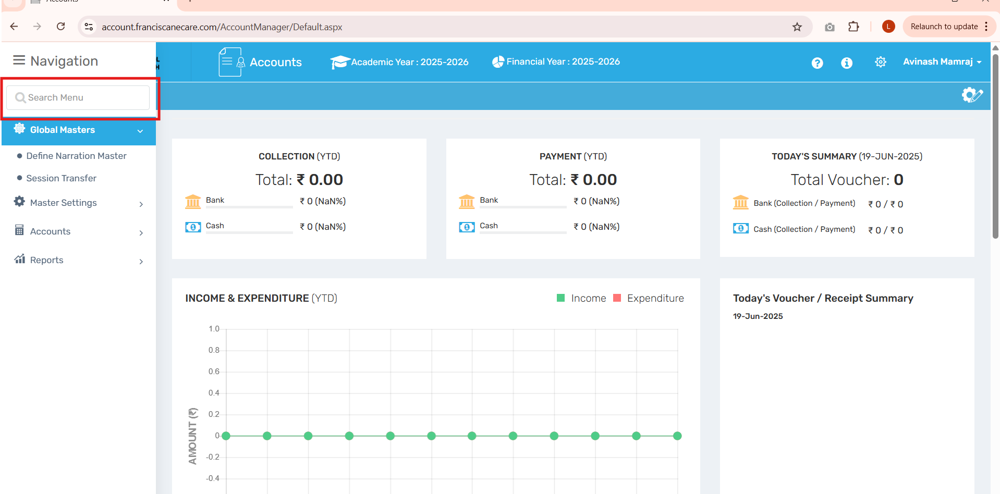 Accounts
account.franciscanecare.com/AccountManager/Default.aspx
L
Relaunch to update
Navigation
L
H
Accounts
Academic Year : 2025-2026
Financial Year : 2025-2026
Avinash Mamraj
Search Menu
Global Masters
Define Narration Master
Session Transfer
Master Settings
Accounts
Reports
COLLECTION (YTD)
Total: ₹ 0.00
Bank ₹ 0 (NaN%)
Cash ₹ 0 (NaN%)
PAYMENT (YTD)
Total: ₹ 0.00
Bank ₹ 0 (NaN%)
Cash ₹ 0 (NaN%)
TODAY'S SUMMARY (19-JUN-2025)
Total Voucher: 0
Bank (Collection / Payment) ₹ 0 / ₹ 0
Cash (Collection / Payment) ₹ 0 / ₹ 0
INCOME & EXPENDITURE (YTD)
Income Expenditure
1.0
0.8
0.6
0.4
0.2
0
-0.2
-0.4
AMOUNT (₹)
Today's Voucher / Receipt Summary
19-Jun-2025